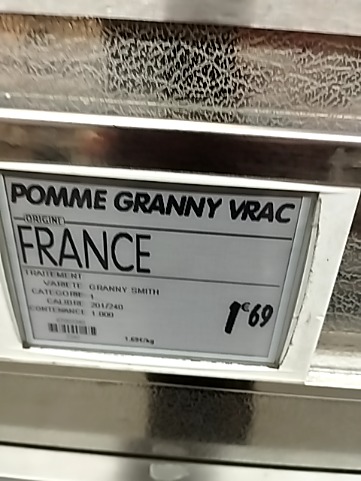 POMME GRANNY VRAC
ORIGINE
FRANCE
TRAITEMENT
VARIETE GRANNY SMITH
CATEGORIE 1
CALIBRE 201/240
CONTENANCE 1.000
1€69
1.69€/kg